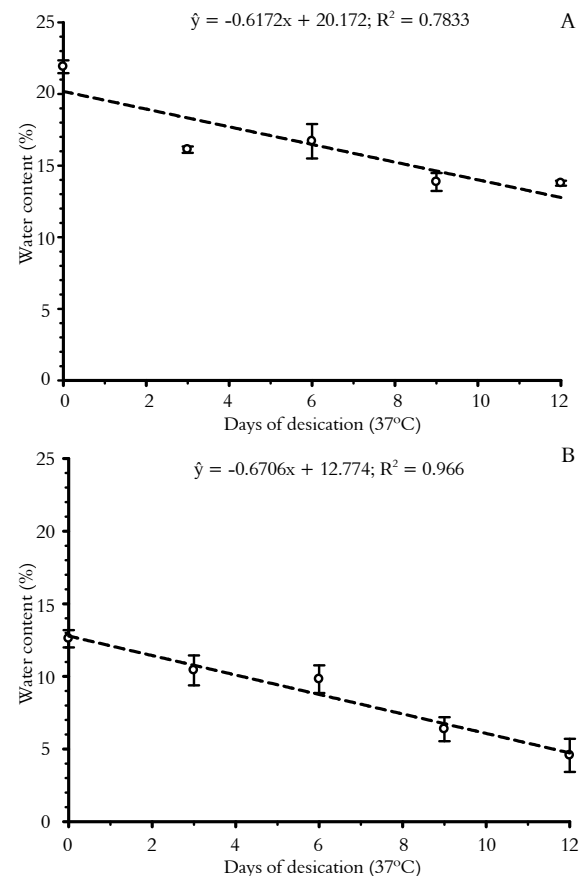 ŷ = -0.6172x + 20.172; R² = 0.7833
A
25
20
15
10
5
0
Water content (%)
0 2 4 6 8 10 12
Days of desication (37ºC)
B
ŷ = -0.6706x + 12.774; R² = 0.966
25
20
15
10
5
0
Water content (%)
0 2 4 6 8 10 12
Days of desication (37ºC)